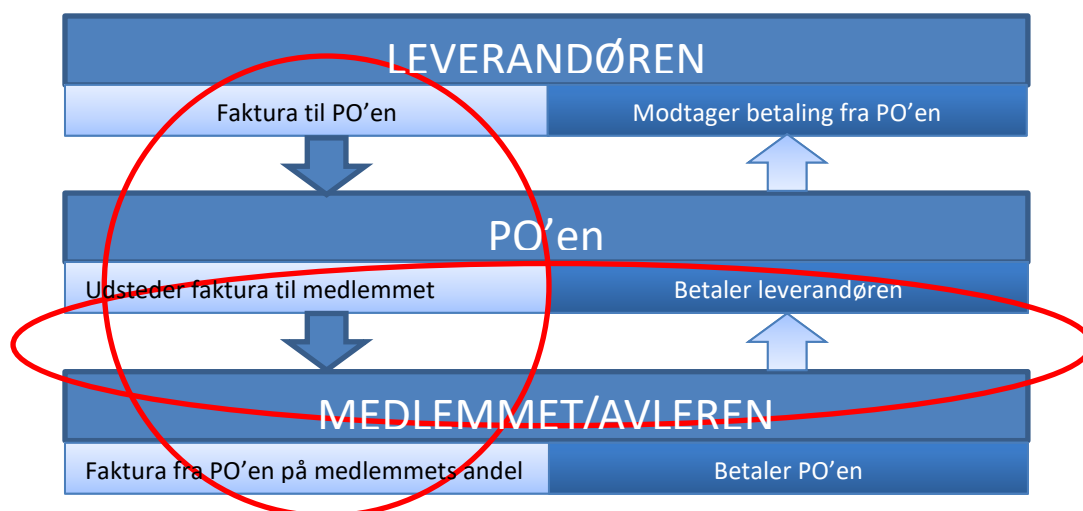 LEVERANDØREN
Faktura til PO’en
Modtager betaling fra PO’en
PO’en
Udsteder faktura til medlemmet
Betaler leverandøren
MEDLEMMET/AVLEREN
Faktura fra PO’en på medlemmets andel
Betaler PO’en